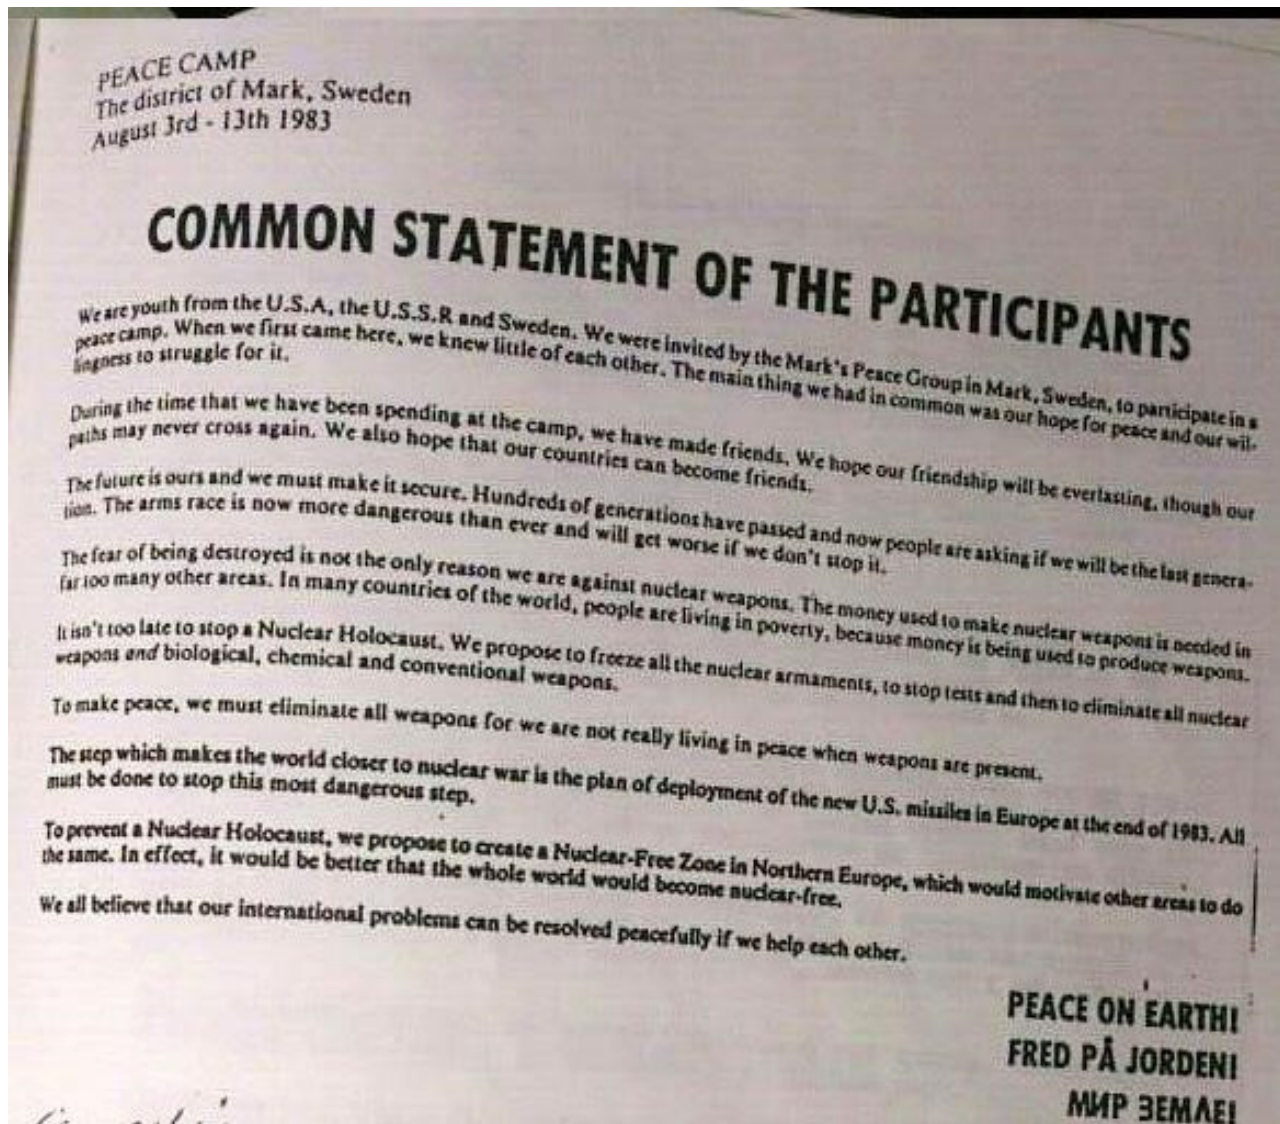 PEACE CAMP
The district of Mark, Sweden
August 3rd - 13th 1983
COMMON STATEMENT OF THE PARTICIPANTS
We are youth from the U.S.A, the U.S.S.R and Sweden. We were invited by the Mark's Peace Group in Mark, Sweden, to participate in a
peace camp. When we first came here, we knew little of each other. The main thing we had in common was our hope for peace and our wil-
lingness to struggle for it.
During the time that we have been spending at the camp, we have made friends. We hope our friendship will be everlasting, though our
paths may never cross again. We also hope that our countries can become friends.
The future is ours and we must make it secure. Hundreds of generations have passed and now people are asking if we will be the last genera-
tion. The arms race is now more dangerous than ever and will get worse if we don't stop it.
The fear of being destroyed is not the only reason we are against nuclear weapons. The money used to make nuclear weapons is needed in
far too many other areas. In many countries of the world, people are living in poverty, because money is being used to produce weapons.
It isn't too late to stop a Nuclear Holocaust. We propose to freeze all the nuclear armaments, to stop tests and then to eliminate all nuclear
weapons and biological, chemical and conventional weapons.
To make peace, we must eliminate all weapons for we are not really living in peace when weapons are present.
The step which makes the world closer to nuclear war is the plan of deployment of the new U.S. missiles in Europe at the end of 1983. All
must be done to stop this most dangerous step.
To prevent a Nuclear Holocaust, we propose to create a Nuclear-Free Zone in Northern Europe, which would motivate other areas to do
the same. In effect, it would be better that the whole world would become nuclear-free.
We all believe that our international problems can be resolved peacefully if we help each other.
PEACE ON EARTH!
FRED PÅ JORDEN!
МИР ЗЕМЛЕ!